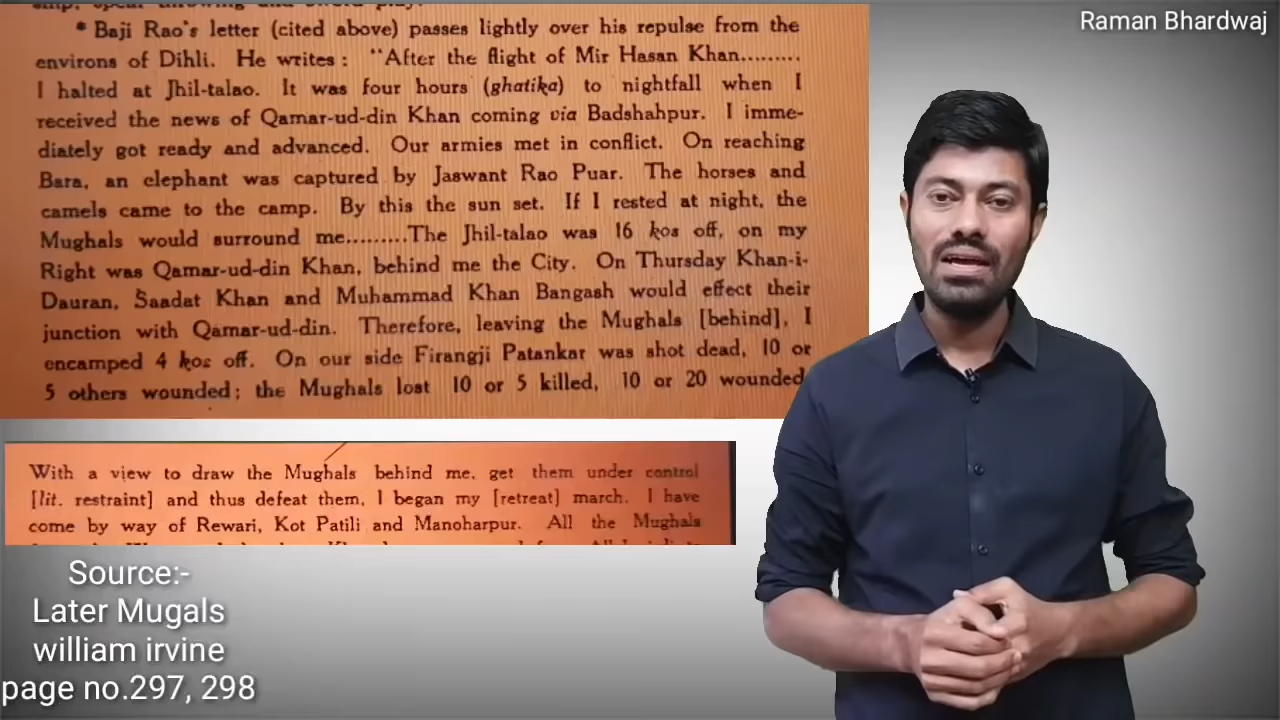 Raman Bhardwaj
* Baji Rao's letter (cited above) passes lightly over his repulse from the
environs of Dihli. He writes: "After the flight of Mir Hasan Khan.........
I halted at Jhil-talao. It was four hours (ghatika) to nightfall when I
received the news of Qamar-ud-din Khan coming via Badshahpur. I imme-
diately got ready and advanced. Our armies met in conflict. On reaching
Bara, an elephant was captured by Jaswant Rao Puar. The horses and
camels came to the camp. By this the sun set. If I rested at night, the
Mughals would surround me.........The Jhil-talao was 16 kos off, on my
Right was Qamar-ud-din Khan, behind me the City. On Thursday Khan-i-
Dauran, Saadat Khan and Muhammad Khan Bangash would effect their
junction with Qamar-ud-din. Therefore, leaving the Mughals [behind], I
encamped 4 kos off. On our side Firangji Patankar was shot dead, 10 or
5 others wounded; the Mughals lost 10 or 5 killed, 10 or 20 wounded
With a view to draw the Mughals behind me, get them under control
[lit. restraint] and thus defeat them, I began my [retreat] march. I have
come by way of Rewari, Kot Patili and Manoharpur. All the Mughals
Source:-
Later Mugals
william irvine
page no.297, 298